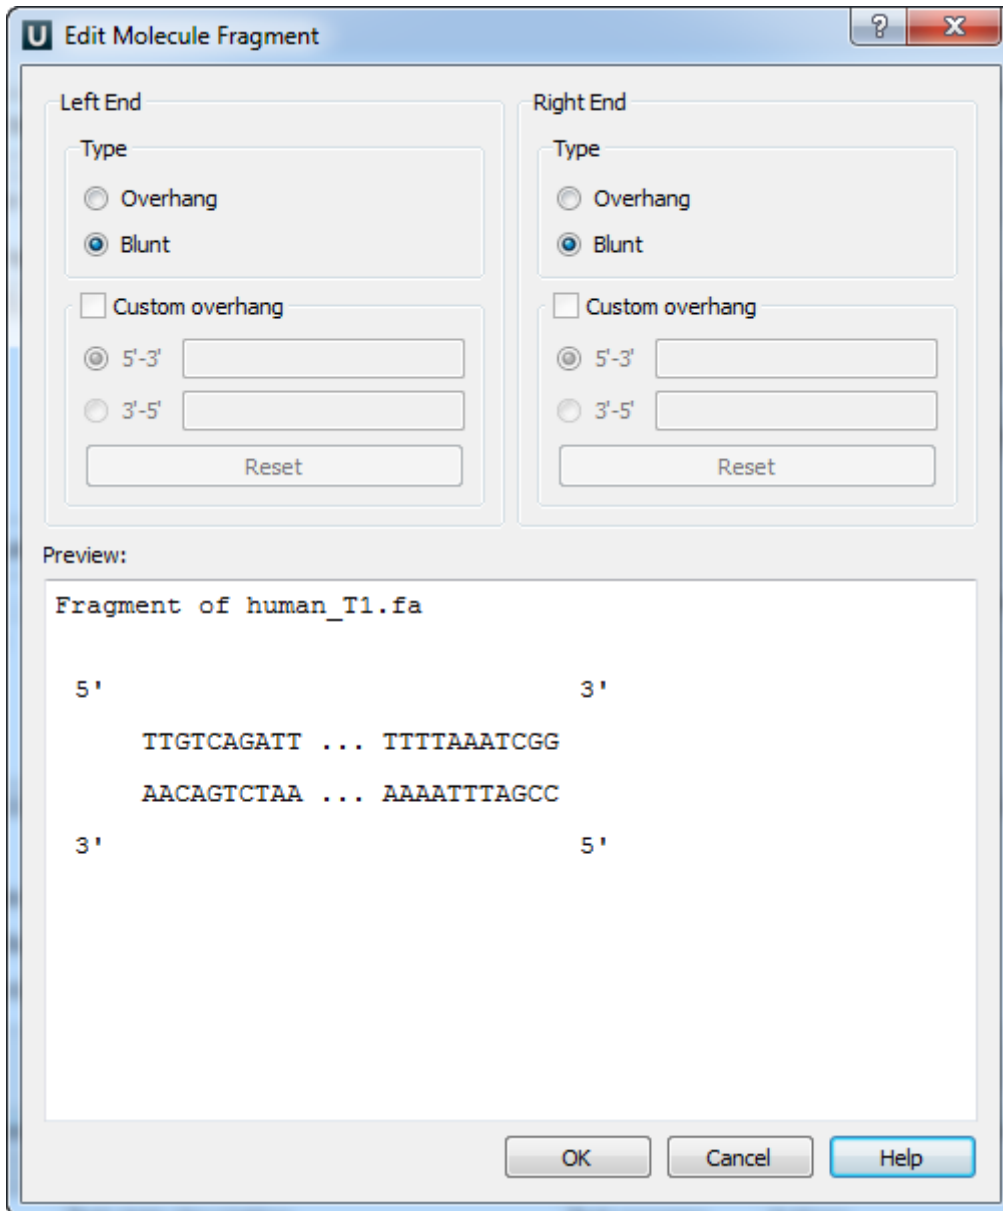 U Edit Molecule Fragment ? X
Left End
Type
Overhang
Blunt
Custom overhang
5'-3'
3'-5'
Reset
Right End
Type
Overhang
Blunt
Custom overhang
5'-3'
3'-5'
Reset
Preview:
Fragment of human_T1.fa
5' 3'
TTGTCAGATT ... TTTTAAATCGG
AACAGTCTAA ... AAAATTTAGCC
3' 5'
OK Cancel Help